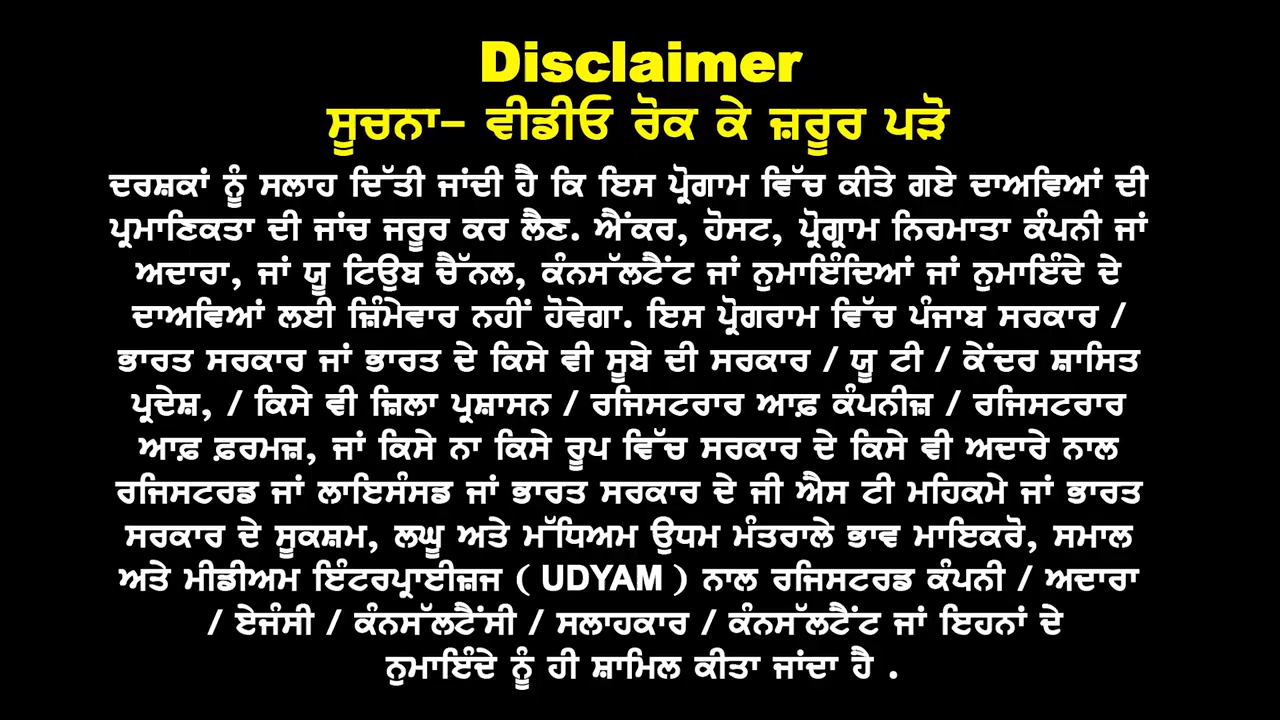 Disclaimer
ਸੂਚਨਾ- ਵੀਡੀਓ ਰੋਕ ਕੇ ਜ਼ਰੂਰ ਪੜੋ
ਦਰਸ਼ਕਾਂ ਨੂੰ ਸਲਾਹ ਦਿੱਤੀ ਜਾਂਦੀ ਹੈ ਕਿ ਇਸ ਪ੍ਰੋਗਾਮ ਵਿੱਚ ਕੀਤੇ ਗਏ ਦਾਅਵਿਆਂ ਦੀ
ਪ੍ਰਮਾਣਿਕਤਾ ਦੀ ਜਾਂਚ ਜਰੂਰ ਕਰ ਲੈਣ. ਐਂਕਰ, ਹੋਸਟ, ਪ੍ਰੋਗ੍ਰਾਮ ਨਿਰਮਾਤਾ ਕੰਪਨੀ ਜਾਂ
ਅਦਾਰਾ, ਜਾਂ ਯੂ ਟਿਊਬ ਚੈੱਨਲ, ਕੰਨਸੱਲਟੈਂਟ ਜਾਂ ਨੁਮਾਇੰਦਿਆਂ ਜਾਂ ਨੁਮਾਇੰਦੇ ਦੇ
ਦਾਅਵਿਆਂ ਲਈ ਜ਼ਿੰਮੇਵਾਰ ਨਹੀਂ ਹੋਵੇਗਾ. ਇਸ ਪ੍ਰੋਗਰਾਮ ਵਿੱਚ ਪੰਜਾਬ ਸਰਕਾਰ /
ਭਾਰਤ ਸਰਕਾਰ ਜਾਂ ਭਾਰਤ ਦੇ ਕਿਸੇ ਵੀ ਸੂਬੇ ਦੀ ਸਰਕਾਰ / ਯੂ ਟੀ / ਕੇਂਦਰ ਸ਼ਾਸਿਤ
ਪ੍ਰਦੇਸ਼, / ਕਿਸੇ ਵੀ ਜ਼ਿਲਾ ਪ੍ਰਸ਼ਾਸਨ / ਰਜਿਸਟਰਾਰ ਆਫ਼ ਕੰਪਨੀਜ਼ / ਰਜਿਸਟਰਾਰ
ਆਫ਼ ਫ਼ਰਮਜ਼, ਜਾਂ ਕਿਸੇ ਨਾ ਕਿਸੇ ਰੂਪ ਵਿੱਚ ਸਰਕਾਰ ਦੇ ਕਿਸੇ ਵੀ ਅਦਾਰੇ ਨਾਲ
ਰਜਿਸਟਰਡ ਜਾਂ ਲਾਇਸੰਸਡ ਜਾਂ ਭਾਰਤ ਸਰਕਾਰ ਦੇ ਜੀ ਐਸ ਟੀ ਮਹਿਕਮੇ ਜਾਂ ਭਾਰਤ
ਸਰਕਾਰ ਦੇ ਸੂਕਸ਼ਮ, ਲਘੂ ਅਤੇ ਮੱਧਿਅਮ ਉਧਮ ਮੰਤਰਾਲੇ ਭਾਵ ਮਾਇਕਰੋ, ਸਮਾਲ
ਅਤੇ ਮੀਡੀਅਮ ਇੰਟਰਪ੍ਰਾਈਜ਼ਜ ( UDYAM ) ਨਾਲ ਰਜਿਸਟਰਡ ਕੰਪਨੀ / ਅਦਾਰਾ
/ ਏਜੰਸੀ / ਕੰਨਸੱਲਟੈਂਸੀ / ਸਲਾਹਕਾਰ / ਕੰਨਸੱਲਟੈਂਟ ਜਾਂ ਇਹਨਾਂ ਦੇ
ਨੁਮਾਇੰਦੇ ਨੂੰ ਹੀ ਸ਼ਾਮਿਲ ਕੀਤਾ ਜਾਂਦਾ ਹੈ .